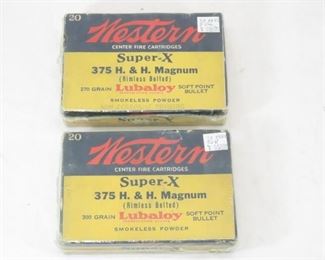 20
Western
CENTER FIRE CARTRIDGES
Super-X
375 H. & H. Magnum
(Rimless Belted)
270 GRAIN Lubaloy SOFT POINT BULLET
SMOKELESS POWDER
20
Western
CENTER FIRE CARTRIDGES
Super-X
375 H. & H. Magnum
(Rimless Belted)
300 GRAIN Lubaloy SOFT POINT BULLET
SMOKELESS POWDER